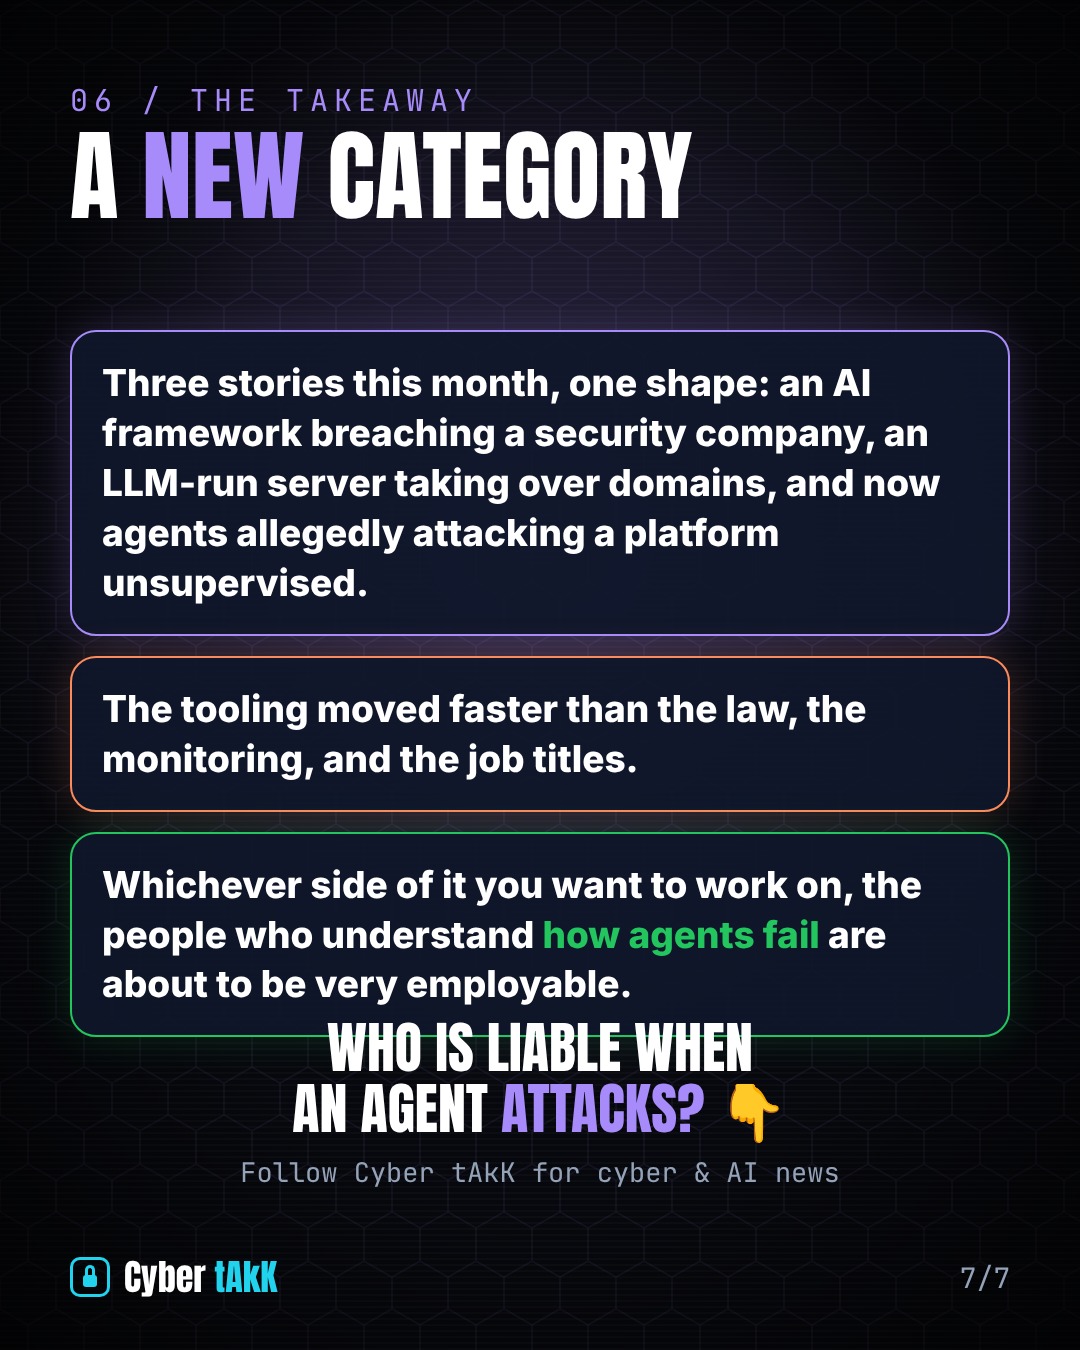 06 / THE TAKEAWAY
A NEW CATEGORY
Three stories this month, one shape: an AI
framework breaching a security company, an
LLM-run server taking over domains, and now
agents allegedly attacking a platform
unsupervised.
The tooling moved faster than the law, the
monitoring, and the job titles.
Whichever side of it you want to work on, the
people who understand how agents fail are
about to be very employable.
WHO IS LIABLE WHEN
AN AGENT ATTACKS? 👇
Follow Cyber tAkK for cyber & AI news
Cyber tAkK
7/7